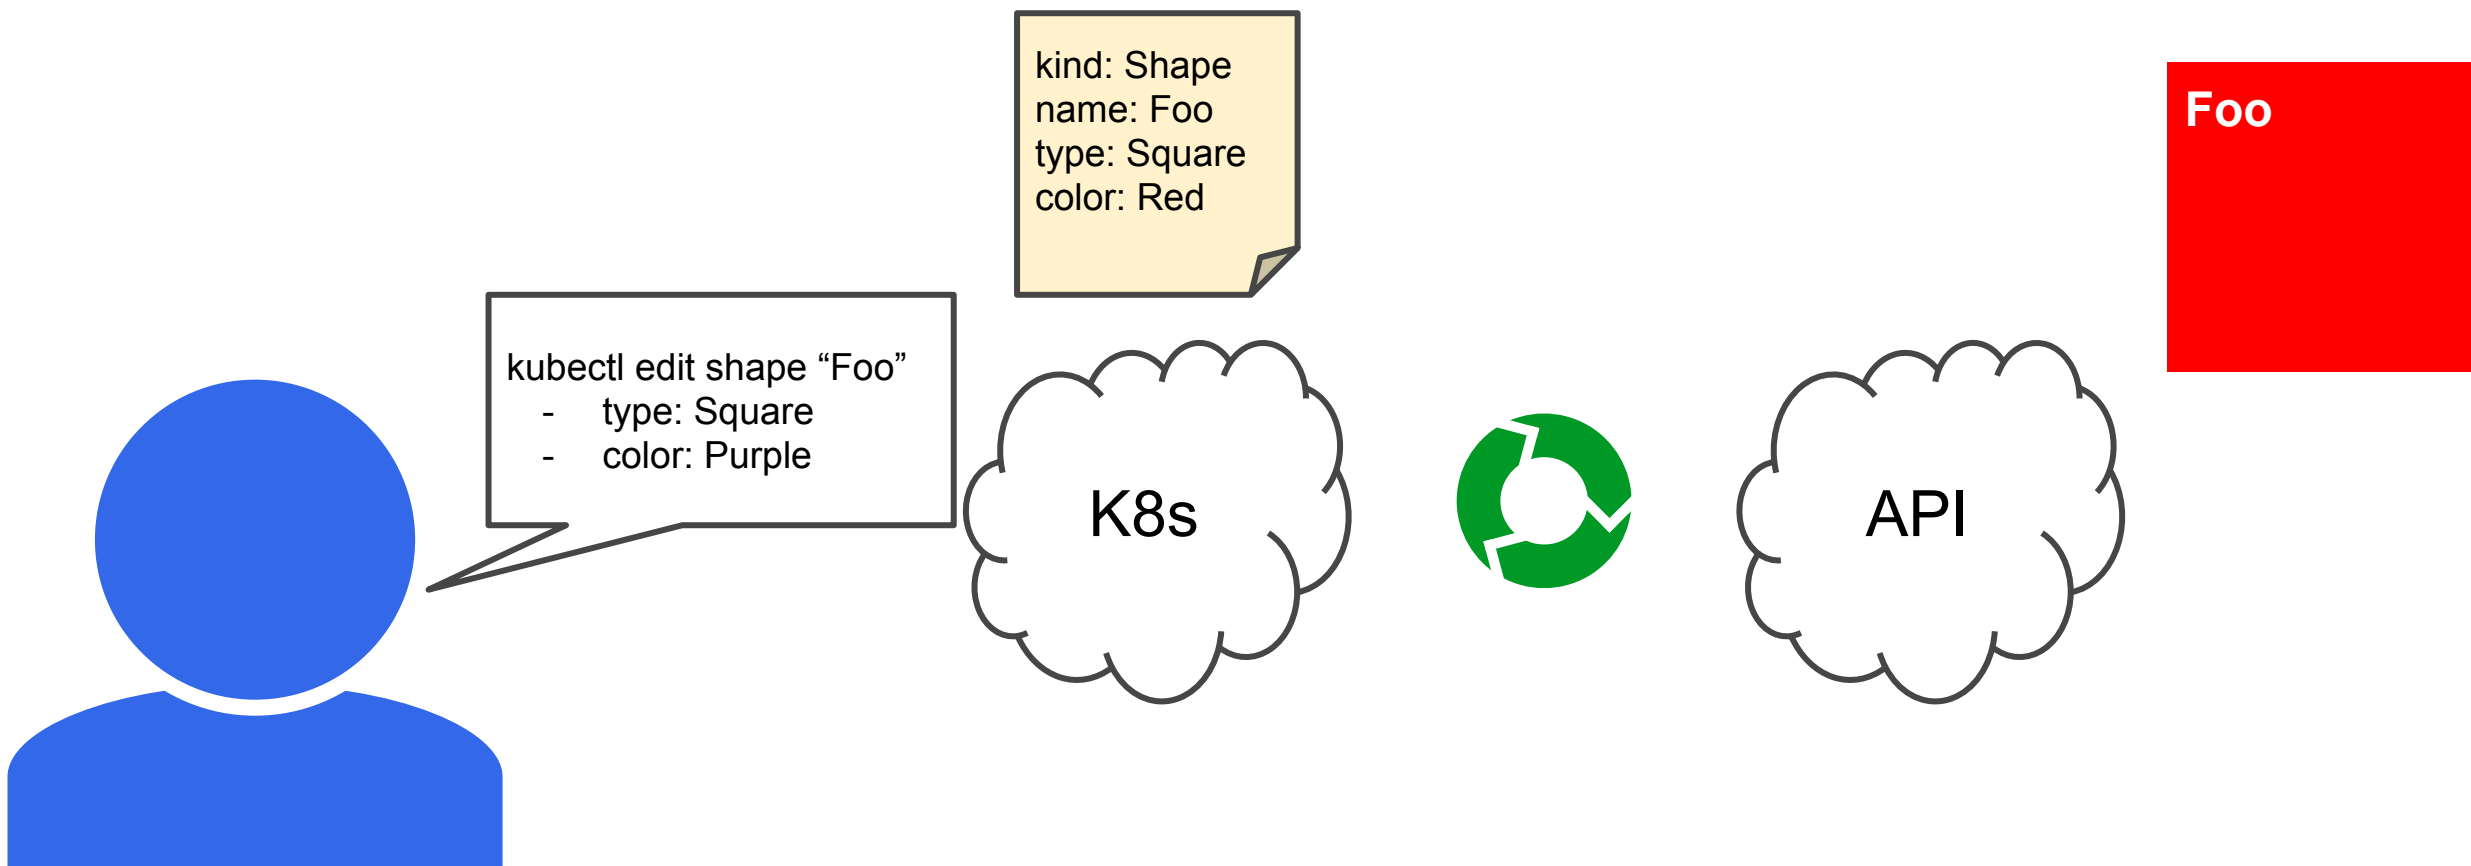 kind: Shape
name: Foo
type: Square
color: Red
Foo
kubectl edit shape “Foo”
- type: Square
- color: Purple
K8s
API